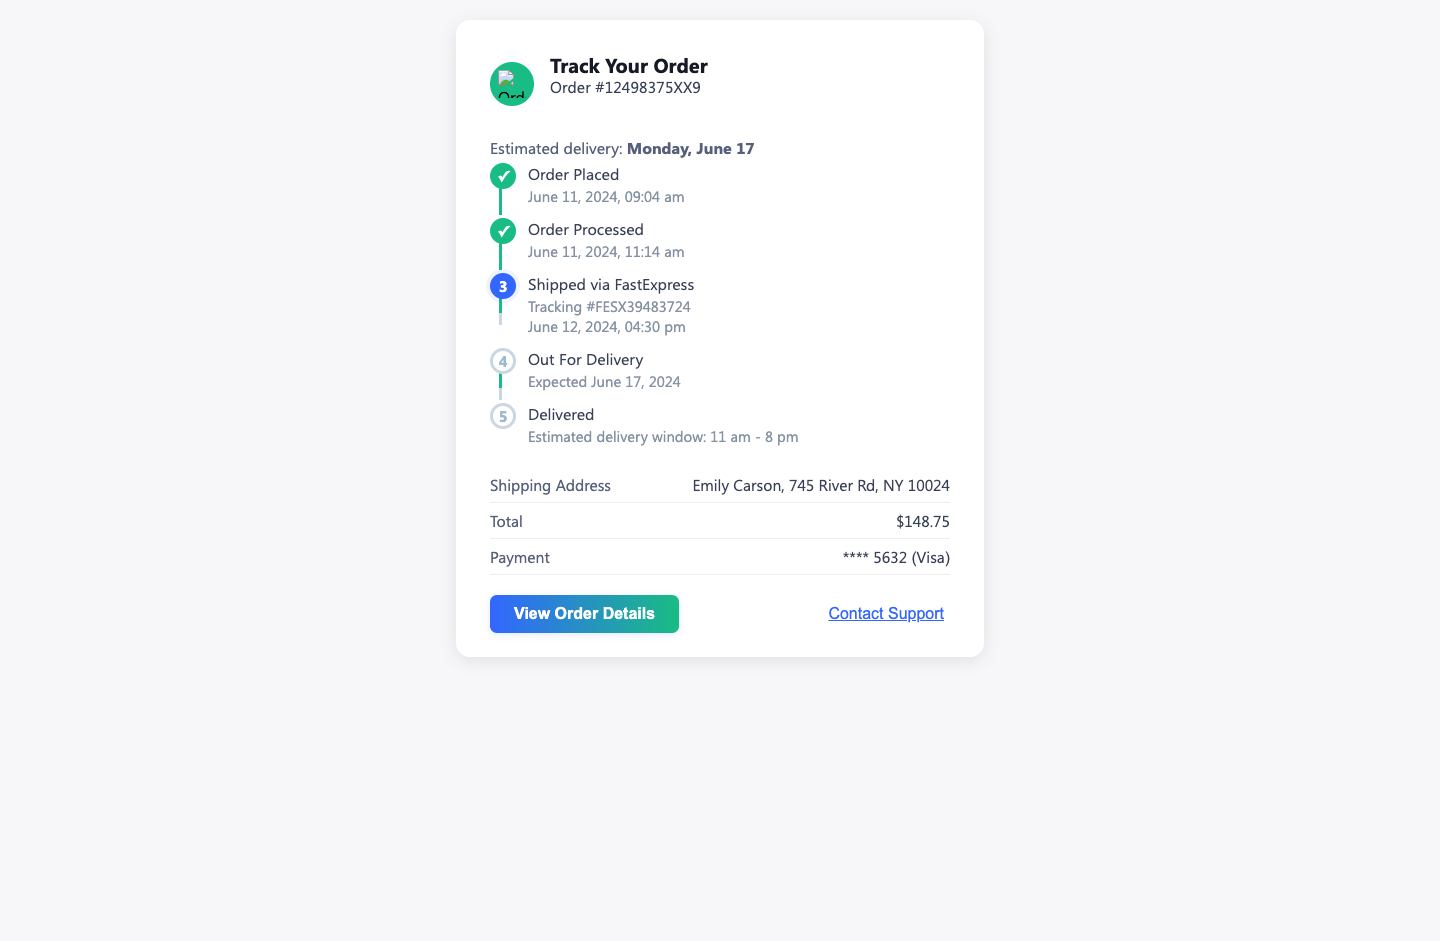 Track Your Order
Order #12498375XX9
Ord
Estimated delivery: Monday, June 17
✓ Order Placed
June 11, 2024, 09:04 am
✓ Order Processed
June 11, 2024, 11:14 am
3 Shipped via FastExpress
Tracking #FESX39483724
June 12, 2024, 04:30 pm
4 Out For Delivery
Expected June 17, 2024
5 Delivered
Estimated delivery window: 11 am - 8 pm
Shipping Address Emily Carson, 745 River Rd, NY 10024
Total $148.75
Payment **** 5632 (Visa)
View Order Details Contact Support